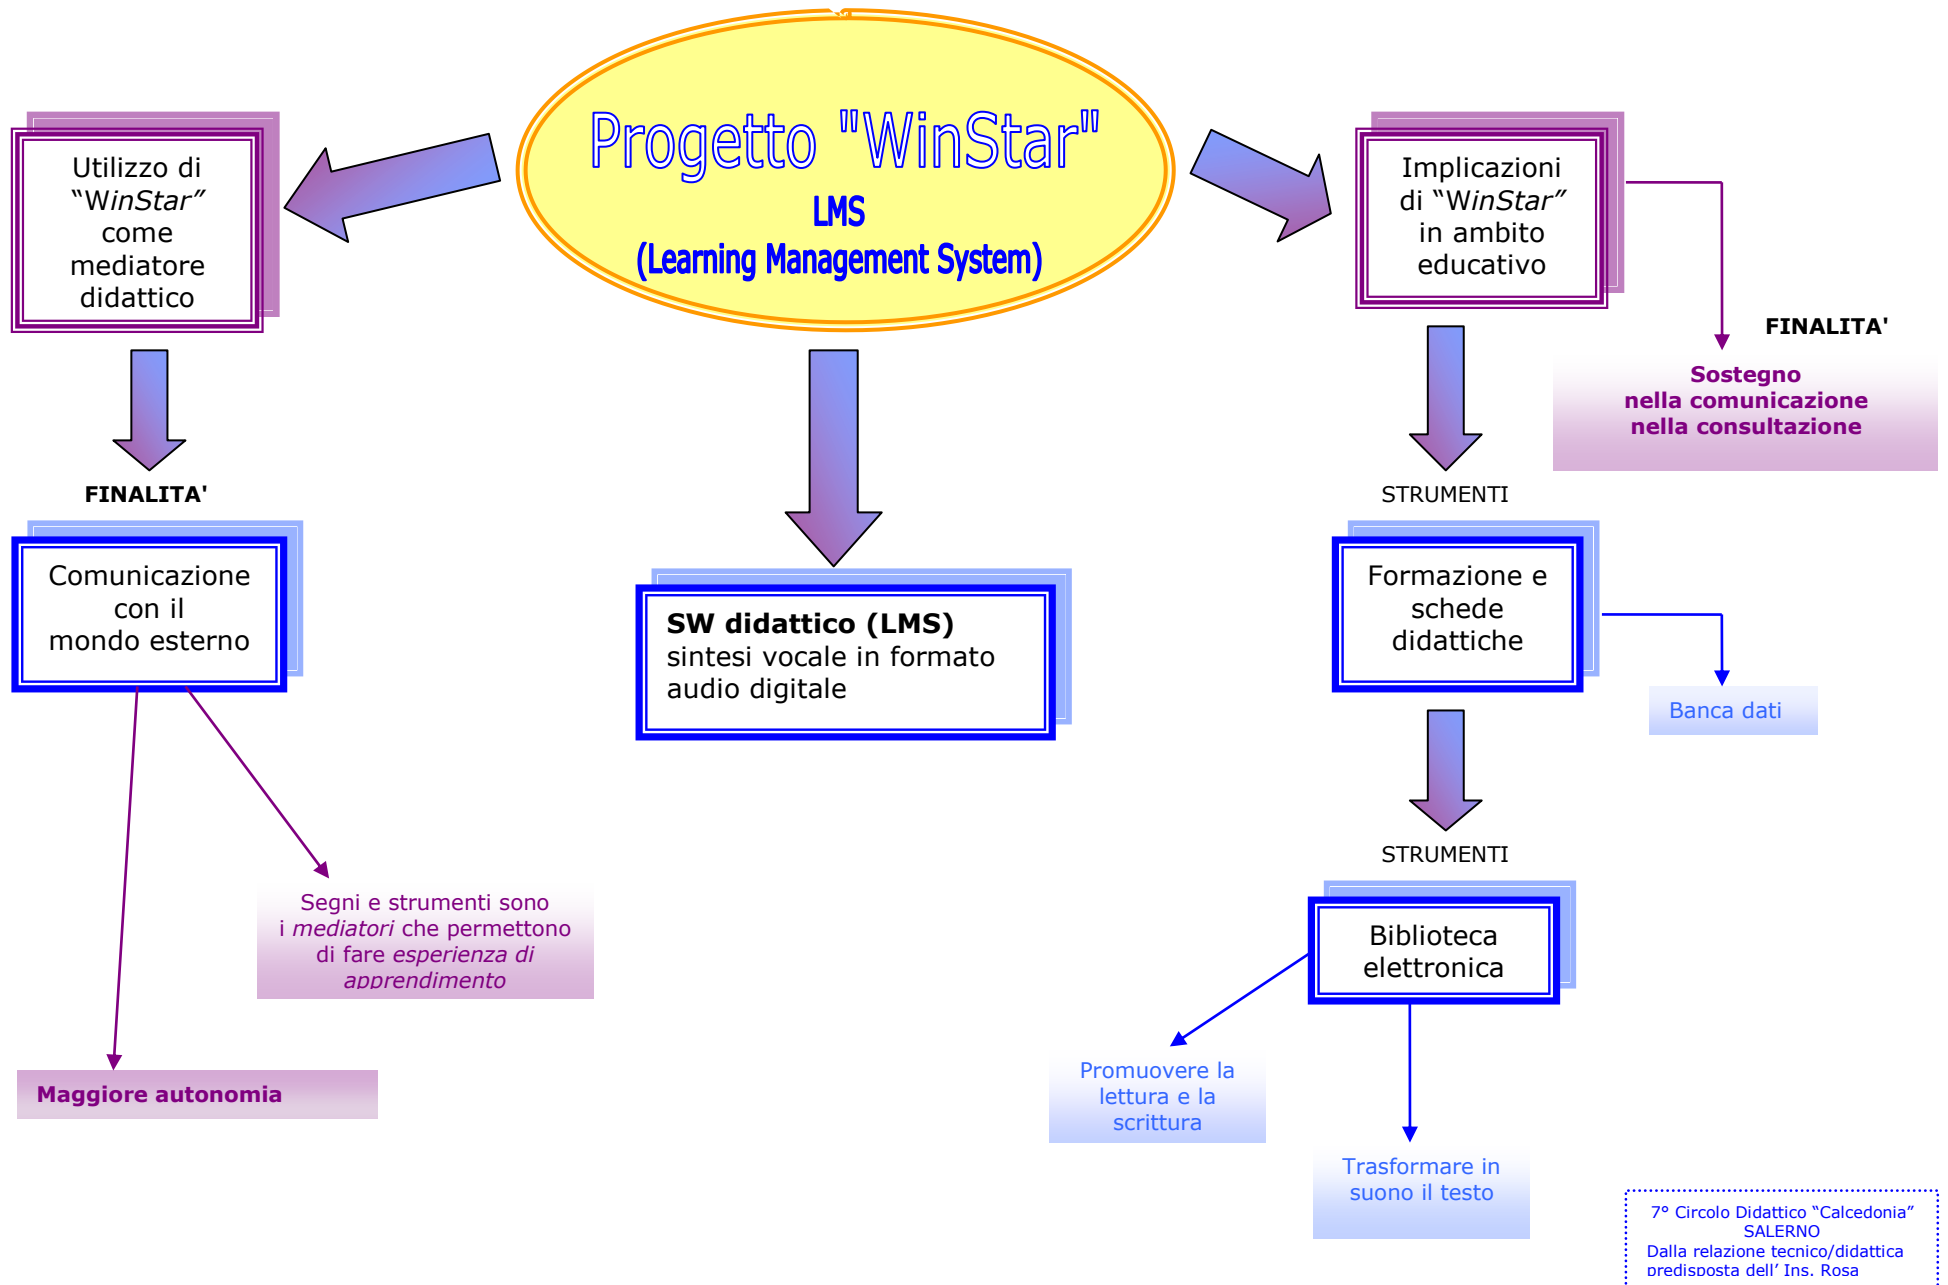 Progetto "WinStar"
LMS
(Learning Management System)
Utilizzo di
“WinStar”
come
mediatore
didattico
FINALITA'
Comunicazione
con il
mondo esterno
Segni e strumenti sono
i mediatori che permettono
di fare esperienza di
apprendimento
Maggiore autonomia
SW didattico (LMS)
sintesi vocale in formato
audio digitale
Implicazioni
di “WinStar”
in ambito
educativo
FINALITA'
Sostegno
nella comunicazione
nella consultazione
STRUMENTI
Formazione e
schede
didattiche
Banca dati
STRUMENTI
Biblioteca
elettronica
Promuovere la
lettura e la
scrittura
Trasformare in
suono il testo
7° Circolo Didattico “Calcedonia”
SALERNO
Dalla relazione tecnico/didattica
predisposta dell’ Ins. Rosa